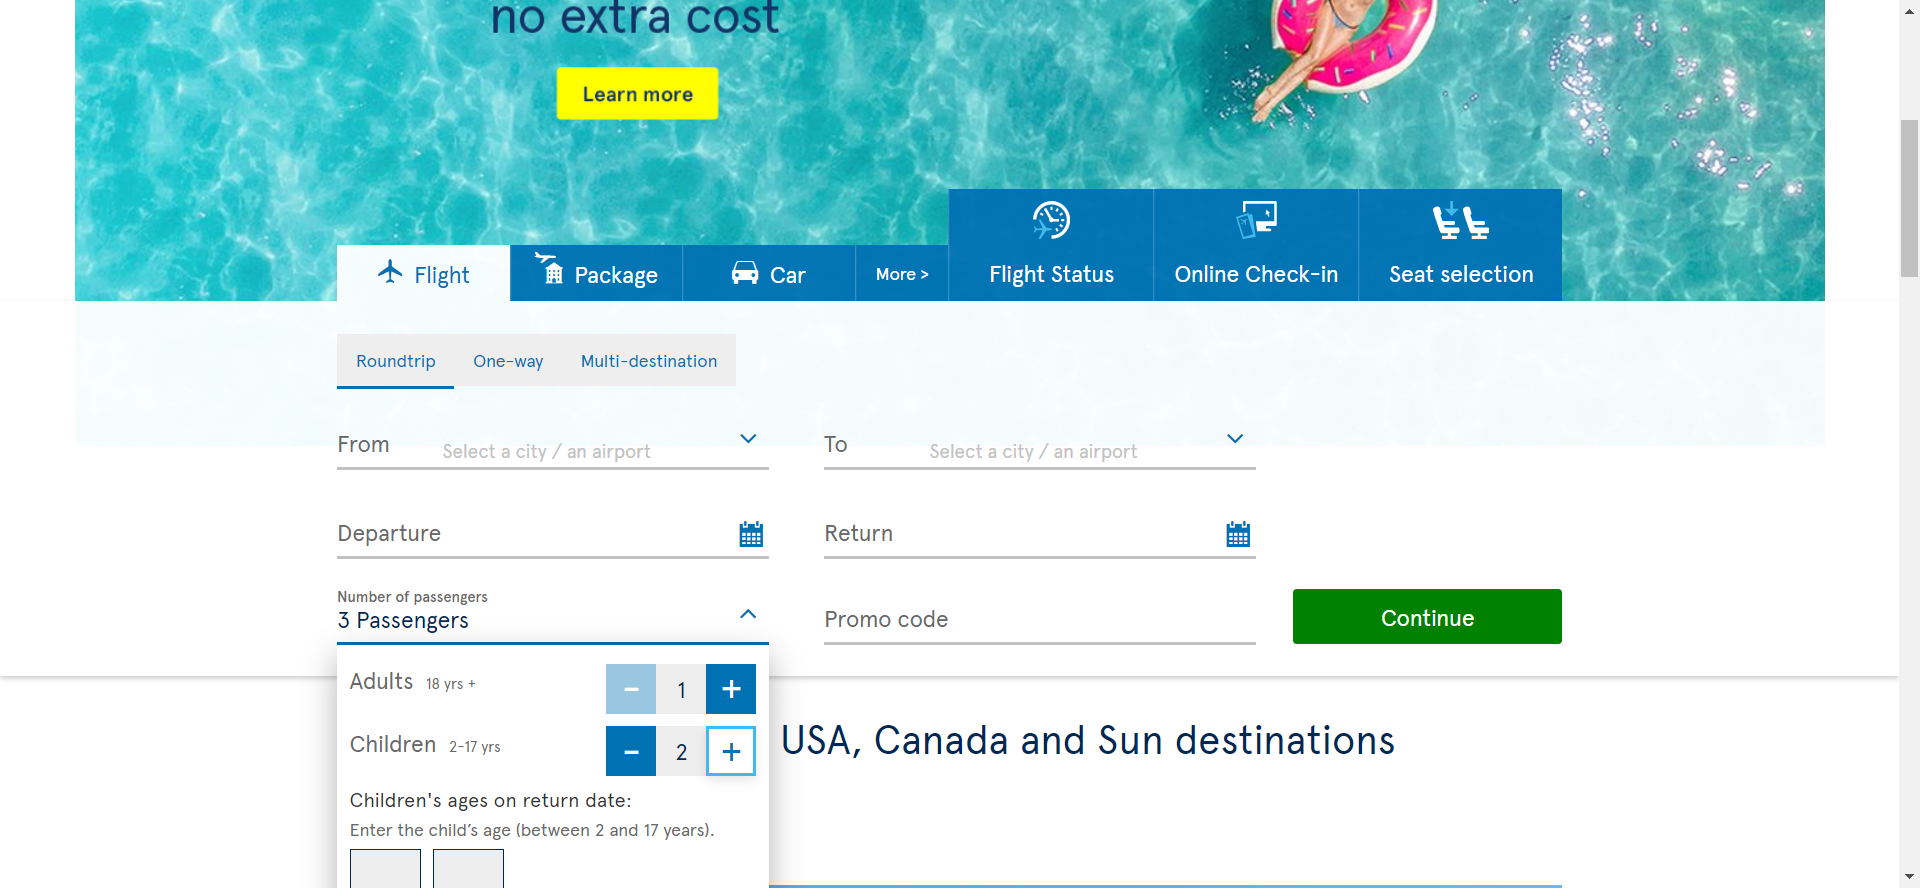 no extra cost
Learn more
Flight
Package
Car
More >
Flight Status
Online Check-in
Seat selection
Roundtrip
One-way
Multi-destination
From
Select a city / an airport
To
Select a city / an airport
Departure
Return
Number of passengers
3 Passengers
Promo code
Continue
Adults 18 yrs +
− 1 +
Children 2-17 yrs
− 2 +
USA, Canada and Sun destinations
Children's ages on return date:
Enter the child’s age (between 2 and 17 years).